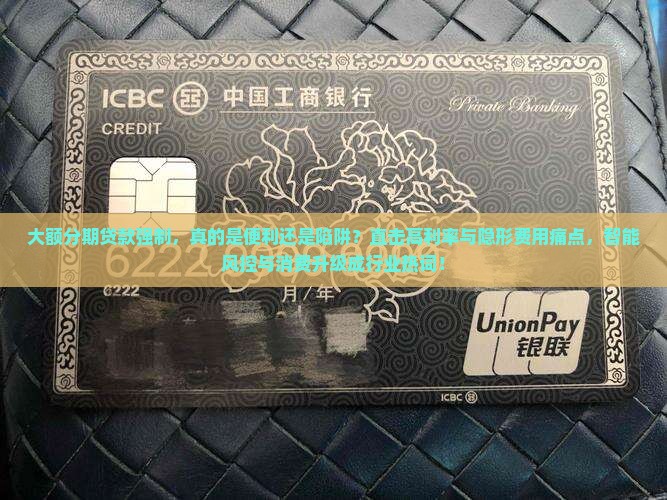 ICBC 中国工商银行
Private Banking
CREDIT
大额分期贷款强制，真的是便利还是陷阱？直击高利率与隐形费用痛点，智能
风控与消费升级成行业热词！
6222
6222
月/年
UnionPay
银联
ICBC